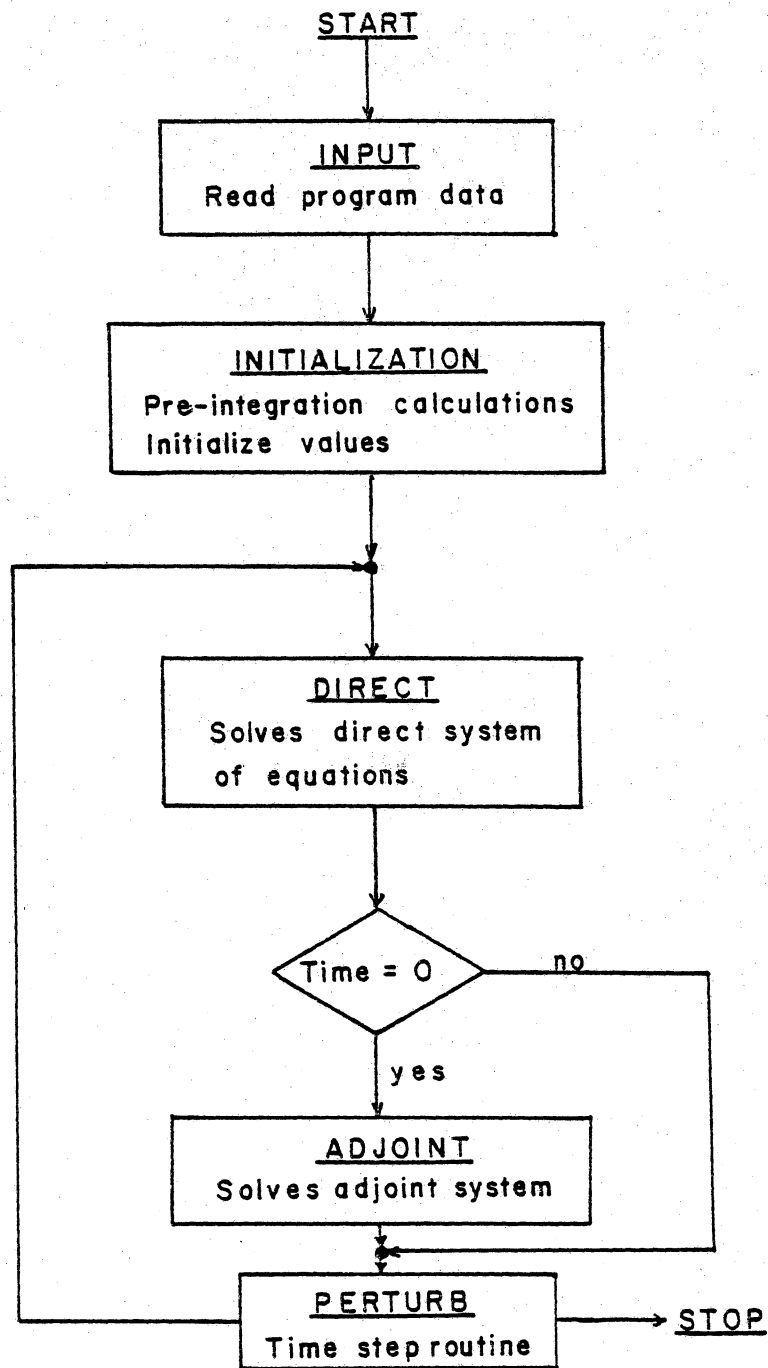 START
INPUT
Read program data
INITIALIZATION
Pre-integration calculations
Initialize values
DIRECT
Solves direct system
of equations
Time = 0
no
yes
ADJOINT
Solves adjoint system
PERTURB
Time step routine
STOP